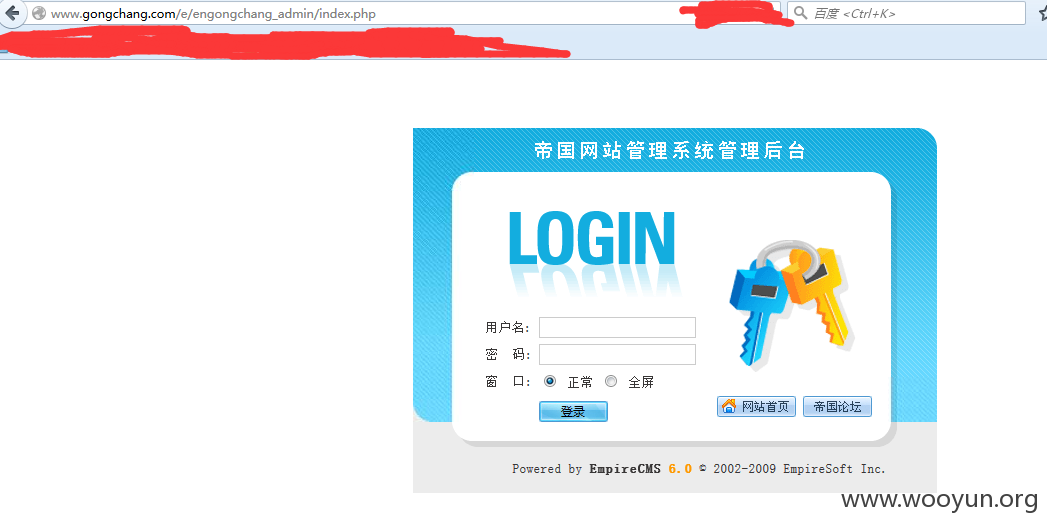 www.gongchang.com/e/engongchang_admin/index.php
百度 <Ctrl+K>
帝国网站管理系统管理后台
LOGIN
用户名:
密 码:
窗 口: 正常 全屏
登录
网站首页 帝国论坛
Powered by EmpireCMS 6.0 © 2002-2009 EmpireSoft Inc.
www.wooyun.org